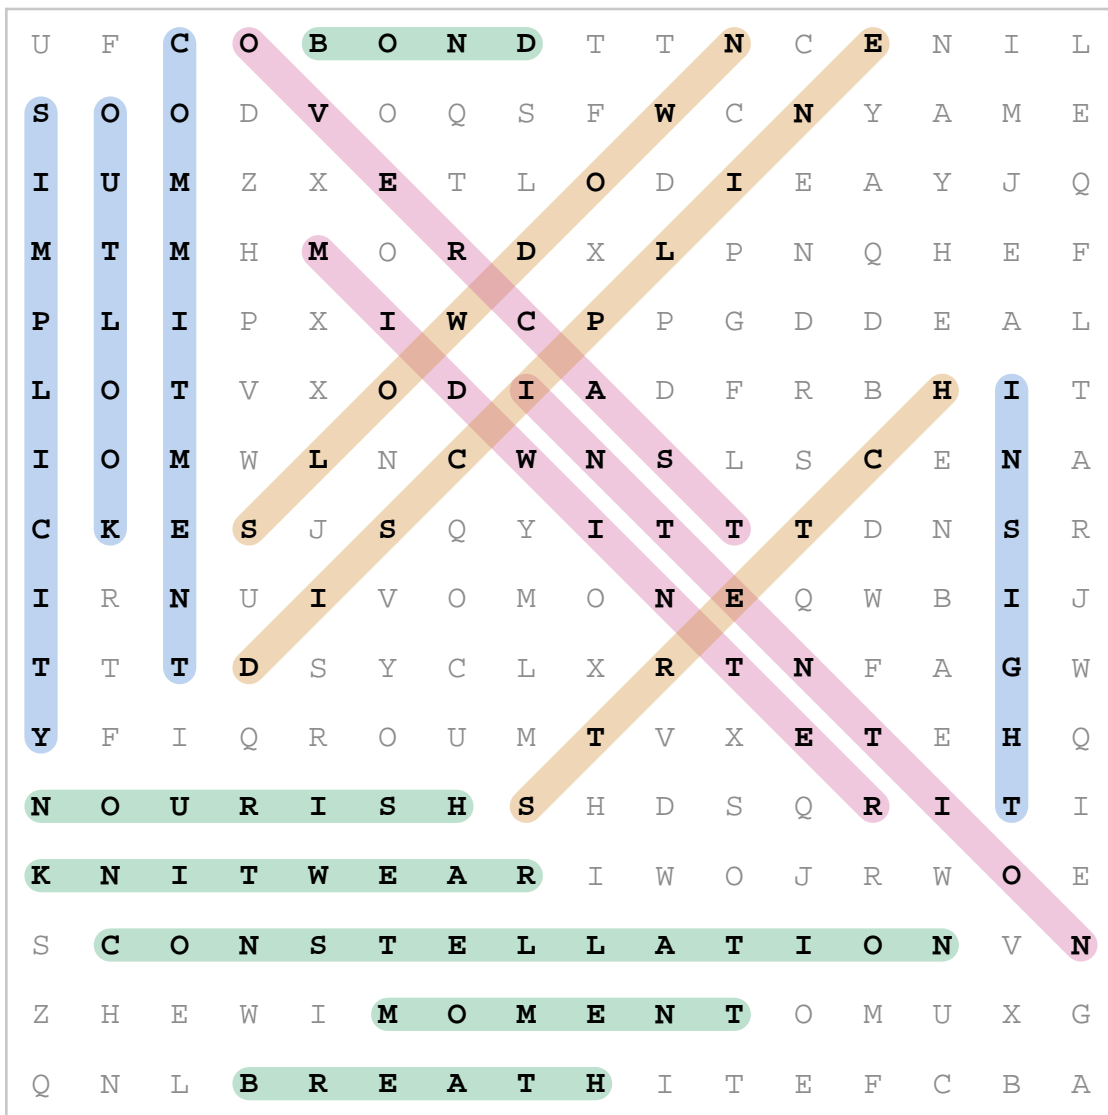 U F C O B O N D T T N C E N I L
S O O D V O Q S F W C N Y A M E
I U M Z X E T L O D I E A Y J Q
M T M H M O R D X L P N Q H E F
P L I P X I W C P P G D D E A L
L O T V X O D I A D F R B H I T
I O M W L N C W N S L S C E N A
C K E S J S Q Y I T T T D N S R
I R N U I V O M O N E Q W B I J
T T T D S Y C L X R T N F A G W
Y F I Q R O U M T V X E T E H Q
N O U R I S H S H D S Q R I T I
K N I T W E A R I W O J R W O E
S C O N S T E L L A T I O N V N
Z H E W I M O M E N T O M U X G
Q N L B R E A T H I T E F C B A